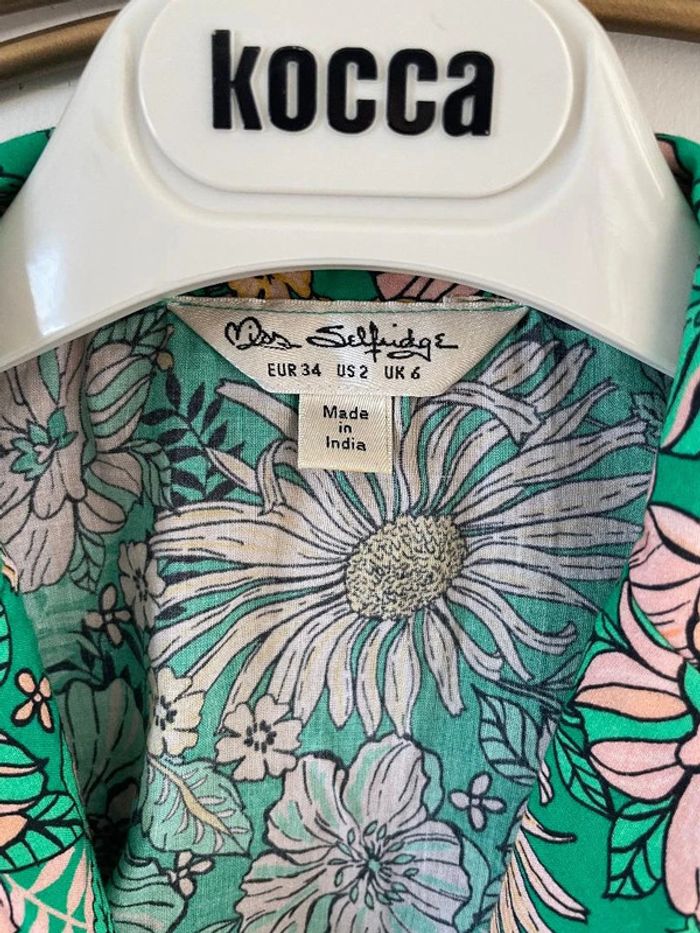 kocca
Miss Selfridge
EUR 34 US 2 UK 6
Made
in
India